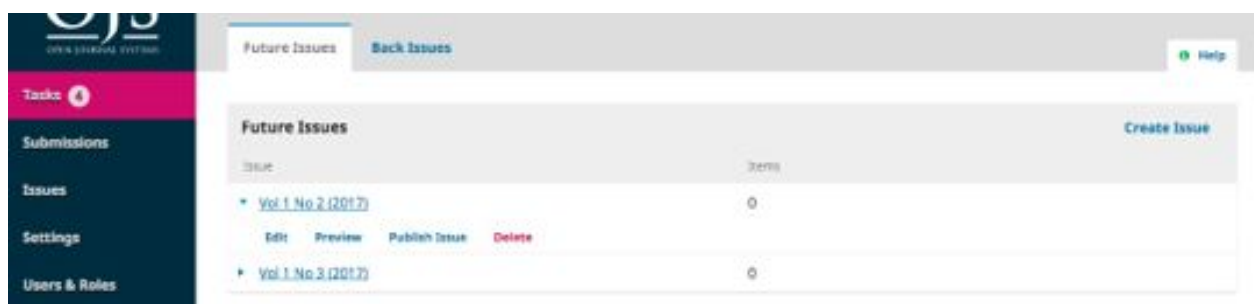 OJS
OPEN JOURNAL SYSTEMS
Future Issues
Back Issues
Help
Tasks 4
Submissions
Issues
Settings
Users & Roles
Future Issues
Create Issue
Issue
Items
Vol 1 No 2 (2017)
0
Edit
Preview
Publish Issue
Delete
Vol 1 No 3 (2017)
0